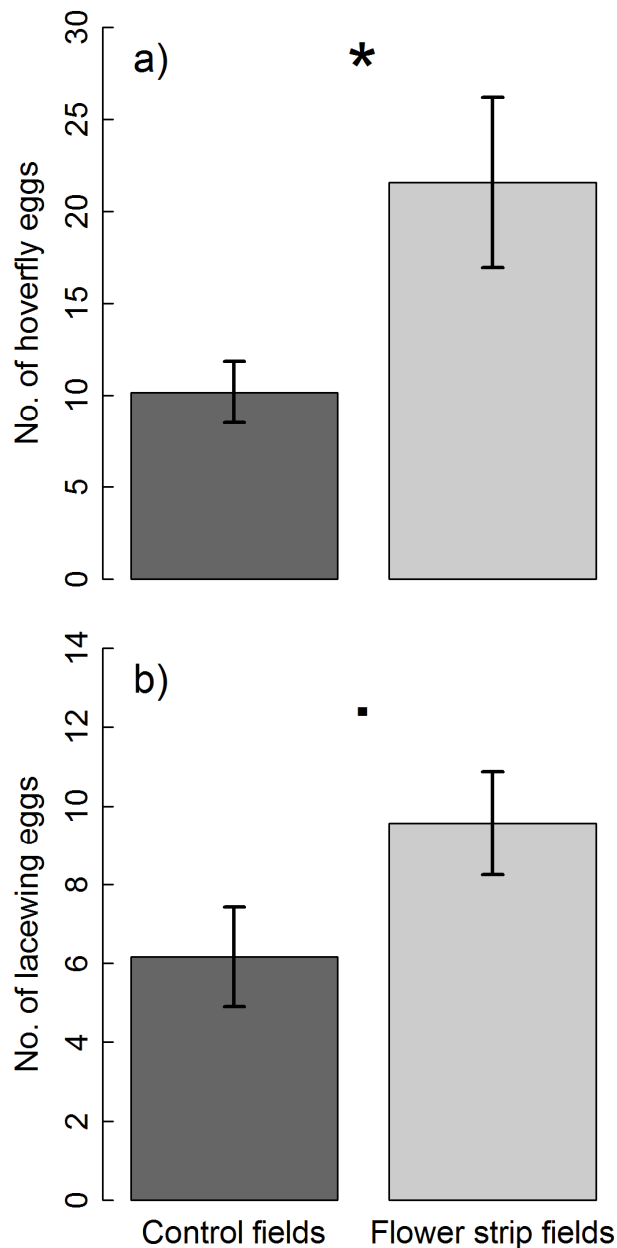 a)
*
No. of hoverfly eggs
30
25
20
15
10
5
0
b)
.
No. of lacewing eggs
14
12
10
8
6
4
2
0
Control fields
Flower strip fields